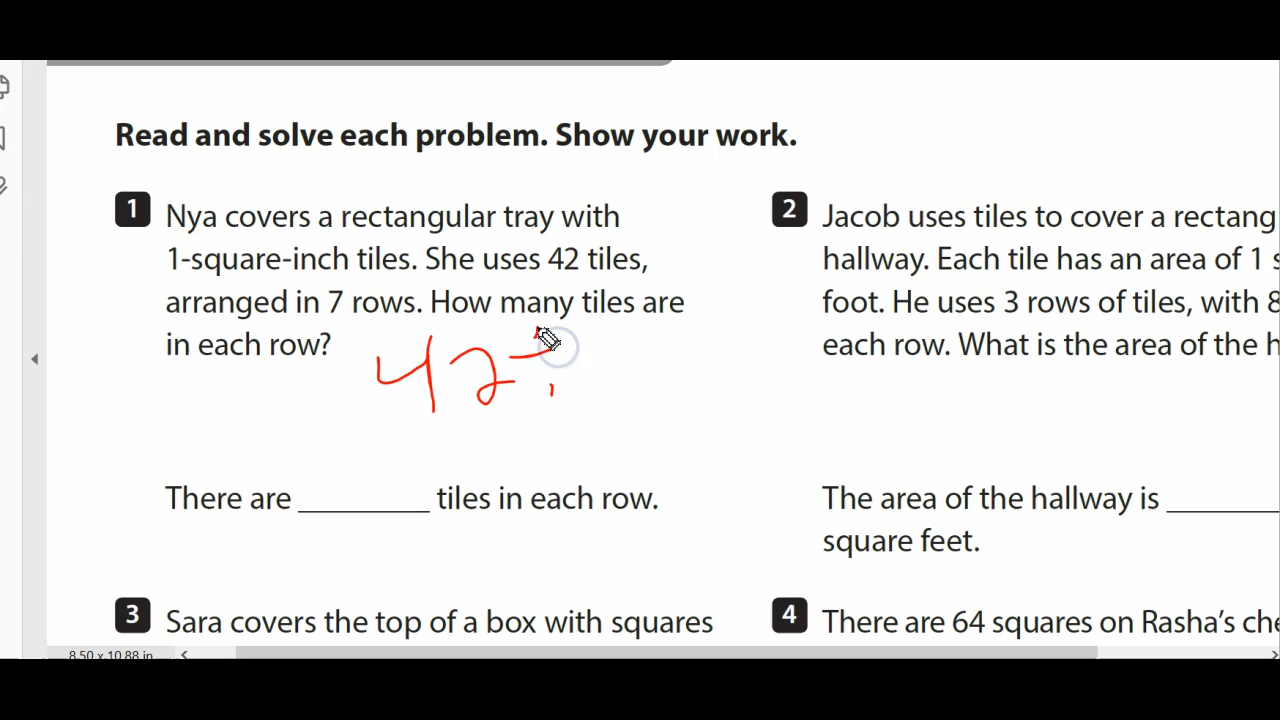 Read and solve each problem. Show your work.
1
Nya covers a rectangular tray with
1-square-inch tiles. She uses 42 tiles,
arranged in 7 rows. How many tiles are
in each row?
42 ÷
There are ________ tiles in each row.
2
Jacob uses tiles to cover a rectang
hallway. Each tile has an area of 1 s
foot. He uses 3 rows of tiles, with 8
each row. What is the area of the h
The area of the hallway is ________
square feet.
3
Sara covers the top of a box with squares
4
There are 64 squares on Rasha's che
8.50 x 10.88 in